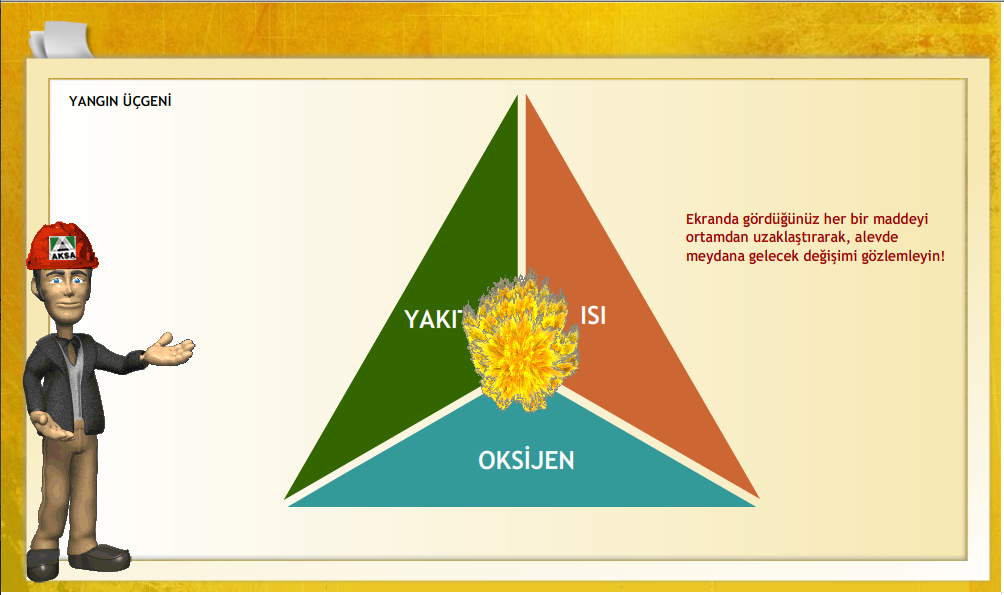 YANGIN ÜÇGENİ
AKSA
Ekranda gördüğünüz her bir maddeyi
ortamdan uzaklaştırarak, alevde
meydana gelecek değişimi gözlemleyin!
YAKIT
ISI
OKSİJEN